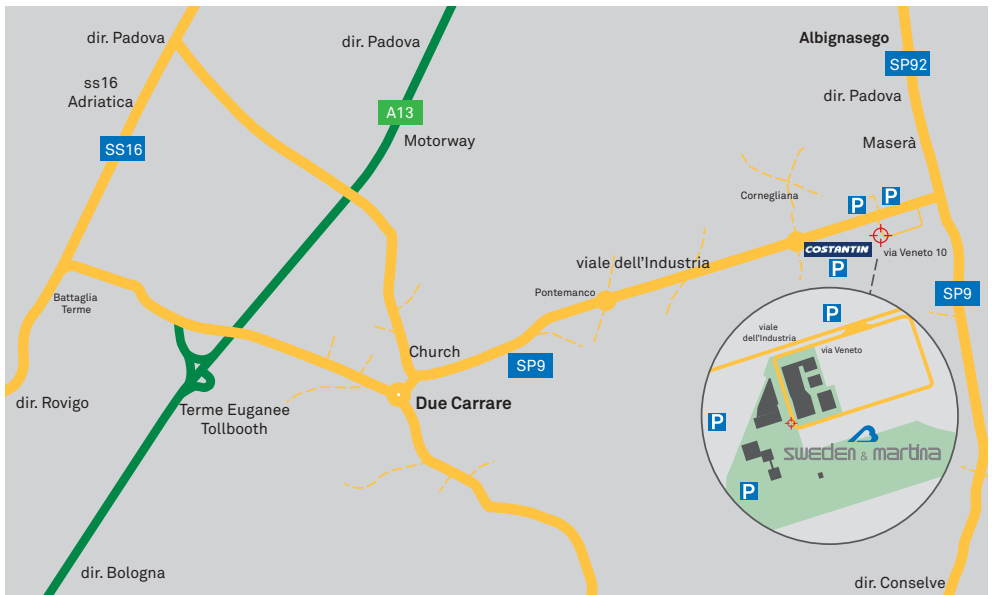 dir. Padova
ss16
Adriatica
SS16
dir. Padova
A13
Motorway
Albignasego
SP92
dir. Padova
Maserà
Cornegliana
P
P
COSTANTIN
via Veneto 10
P
viale dell'Industria
Pontemanco
SP9
Battaglia
Terme
Church
SP9
Due Carrare
dir. Rovigo
Terme Euganee
Tollbooth
P
viale
dell'Industria
via Veneto
P
sweden & martina
P
dir. Bologna
dir. Conselve